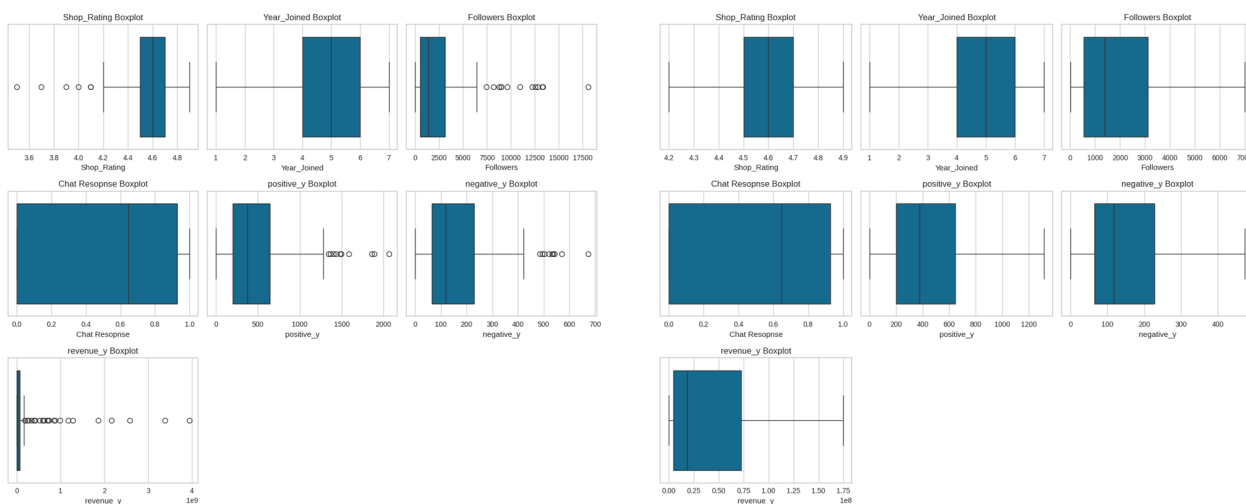 Shop_Rating Boxplot
Year_Joined Boxplot
Followers Boxplot
3.6 3.8 4.0 4.2 4.4 4.6 4.8
Shop_Rating
1 2 3 4 5 6 7
Year_Joined
0 2500 5000 7500 10000 12500 15000 17500
Followers
Chat Resopnse Boxplot
positive_y Boxplot
negative_y Boxplot
0.0 0.2 0.4 0.6 0.8 1.0
Chat Resopnse
0 500 1000 1500 2000
positive_y
0 100 200 300 400 500 600 700
negative_y
revenue_y Boxplot
0 1 2 3 4
revenue_y
1e9
Shop_Rating Boxplot
Year_Joined Boxplot
Followers Boxplot
4.2 4.3 4.4 4.5 4.6 4.7 4.8 4.9
Shop_Rating
1 2 3 4 5 6 7
Year_Joined
0 1000 2000 3000 4000 5000 6000
Followers
Chat Resopnse Boxplot
positive_y Boxplot
negative_y Boxplot
0.0 0.2 0.4 0.6 0.8 1.0
Chat Resopnse
0 200 400 600 800 1000 1200
positive_y
0 100 200 300 400
negative_y
revenue_y Boxplot
0.00 0.25 0.50 0.75 1.00 1.25 1.50 1.75
revenue_y
1e8